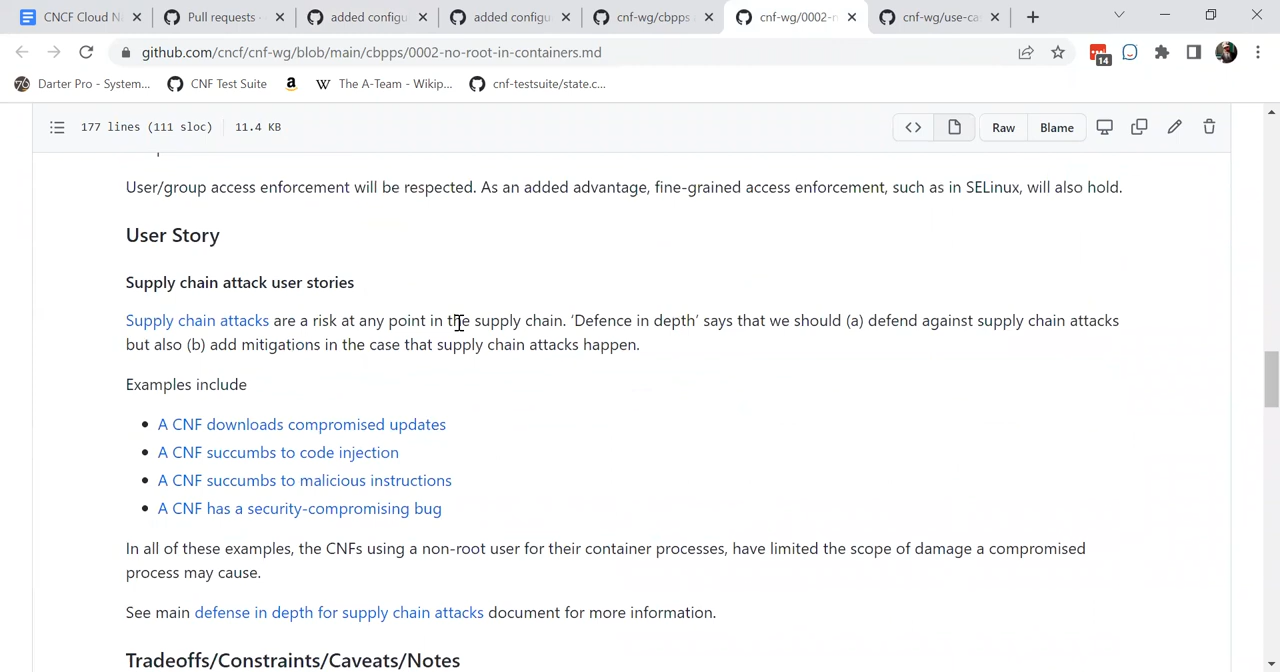 CNCF Cloud N
Pull requests
added configu
added configu
cnf-wg/cbpps
cnf-wg/0002-n
cnf-wg/use-ca
github.com/cncf/cnf-wg/blob/main/cbpps/0002-no-root-in-containers.md
14
76
Darter Pro - System...
CNF Test Suite
a
W
The A-Team - Wikip...
cnf-testsuite/state.c...
177 lines (111 sloc)
11.4 KB
Raw
Blame
User/group access enforcement will be respected. As an added advantage, fine-grained access enforcement, such as in SELinux, will also hold.
User Story
Supply chain attack user stories
Supply chain attacks are a risk at any point in the supply chain. ‘Defence in depth’ says that we should (a) defend against supply chain attacks
but also (b) add mitigations in the case that supply chain attacks happen.
Examples include
• A CNF downloads compromised updates
• A CNF succumbs to code injection
• A CNF succumbs to malicious instructions
• A CNF has a security-compromising bug
In all of these examples, the CNFs using a non-root user for their container processes, have limited the scope of damage a compromised
process may cause.
See main defense in depth for supply chain attacks document for more information.
Tradeoffs/Constraints/Caveats/Notes